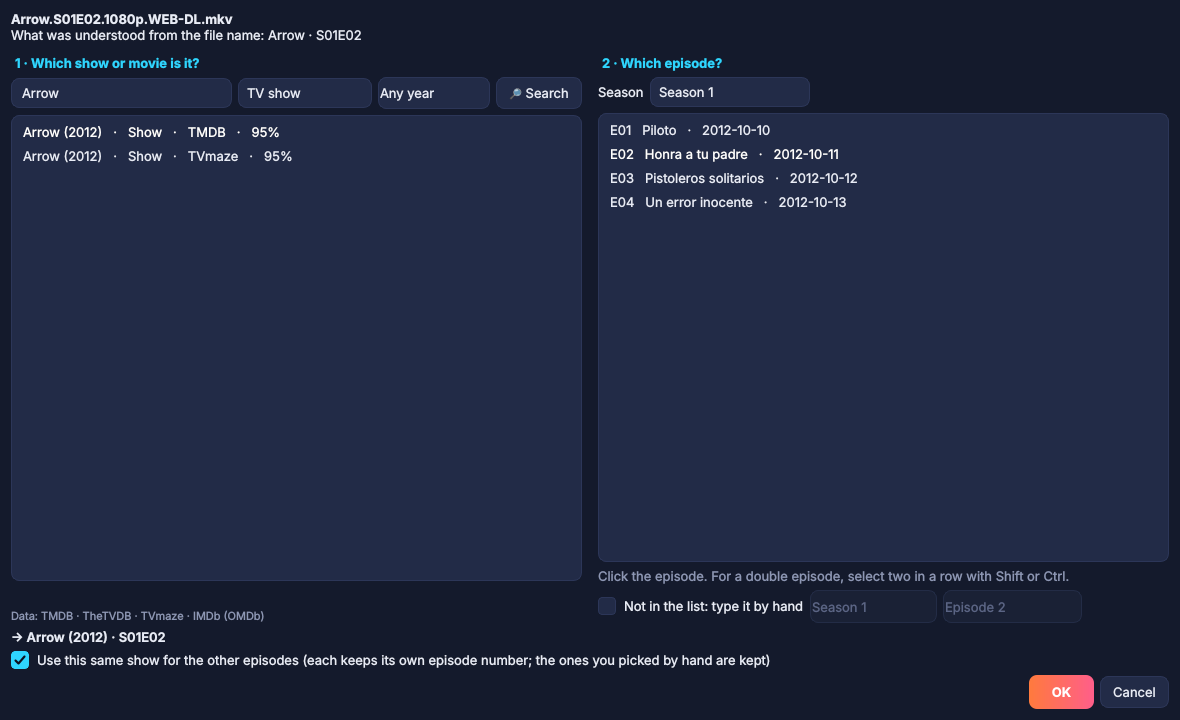 Arrow.S01E02.1080p.WEB-DL.mkv
What was understood from the file name: Arrow · S01E02
1 · Which show or movie is it?
Arrow
TV show
Any year
🔎 Search
Arrow (2012) · Show · TMDB · 95%
Arrow (2012) · Show · TVmaze · 95%
2 · Which episode?
Season
Season 1
E01 Piloto · 2012-10-10
E02 Honra a tu padre · 2012-10-11
E03 Pistoleros solitarios · 2012-10-12
E04 Un error inocente · 2012-10-13
Click the episode. For a double episode, select two in a row with Shift or Ctrl.
Not in the list: type it by hand
Season 1
Episode 2
Data: TMDB · TheTVDB · TVmaze · IMDb (OMDb)
→ Arrow (2012) · S01E02
Use this same show for the other episodes (each keeps its own episode number; the ones you picked by hand are kept)
OK
Cancel